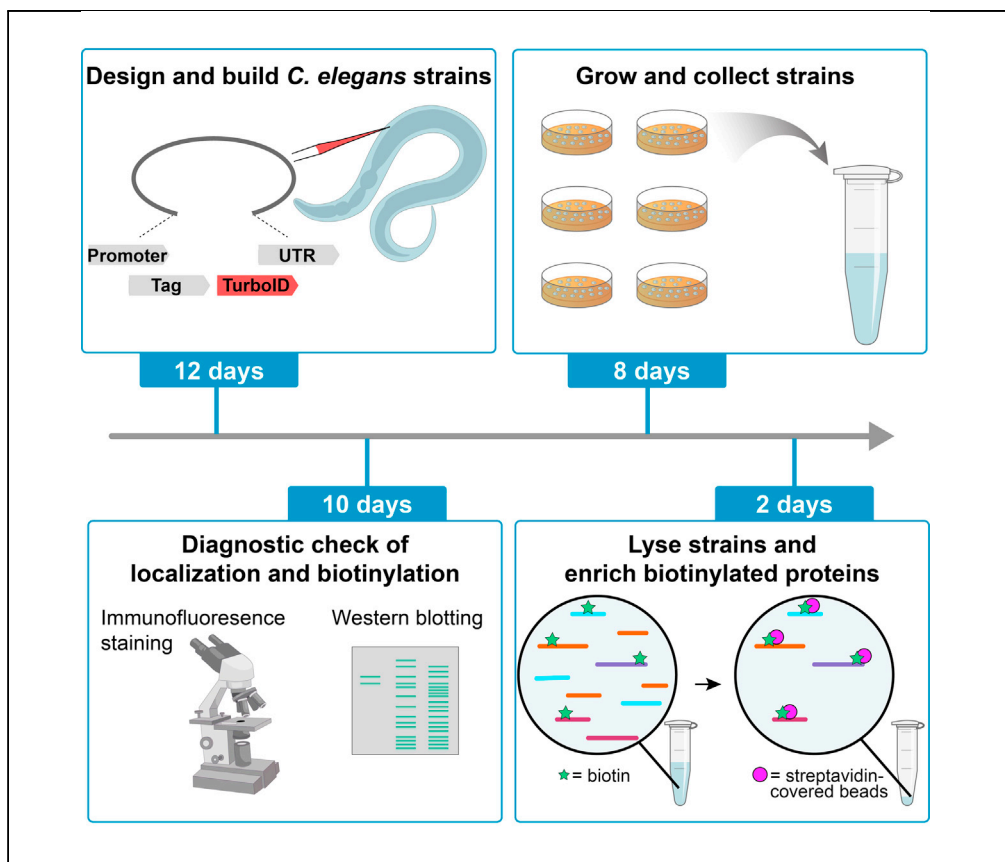 Design and build C. elegans strains
Promoter
UTR
Tag
TurboID
12 days
Grow and collect strains
8 days
10 days
Diagnostic check of
localization and biotinylation
Immunofluoresence
staining
Western blotting
2 days
Lyse strains and
enrich biotinylated proteins
= biotin
= streptavidin-
covered beads